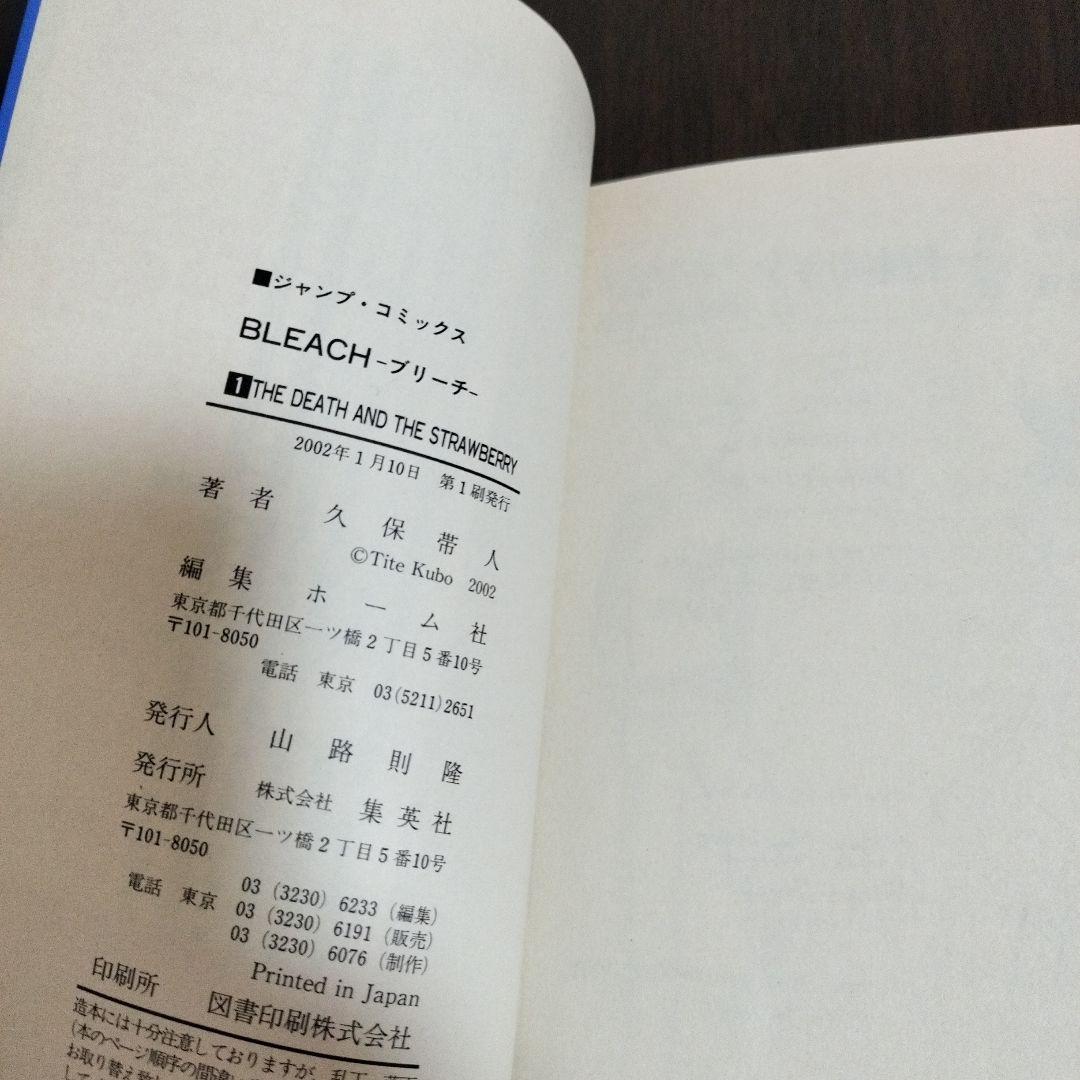 ■ジャンプ・コミックス
BLEACH-ブリーチ-
1 THE DEATH AND THE STRAWBERRY
2002年1月10日 第1刷発行
著者 久保帯人
©Tite Kubo 2002
編集 ホーム社
東京都千代田区一ツ橋2丁目5番10号
〒101-8050
電話 東京 03(5211)2651
発行人 山路則隆
発行所 株式会社 集英社
東京都千代田区一ツ橋2丁目5番10号
〒101-8050
03 (3230) 6233 (編集)
電話 東京 03 (3230) 6191 (販売)
03 (3230) 6076 (制作)
Printed in Japan
印刷所 図書印刷株式会社
造本には十分注意しておりますが、乱丁
(本のページ順序の間違い
お取り替え致
して